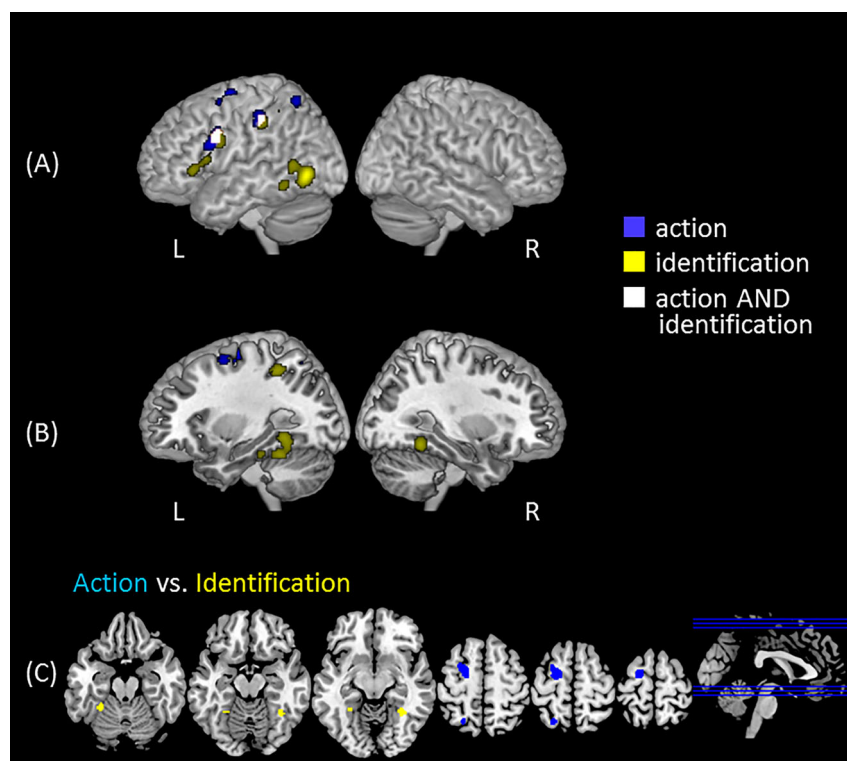 (A)
L
R
action
identification
action AND
identification
(B)
L
R
Action vs. Identification
(C)